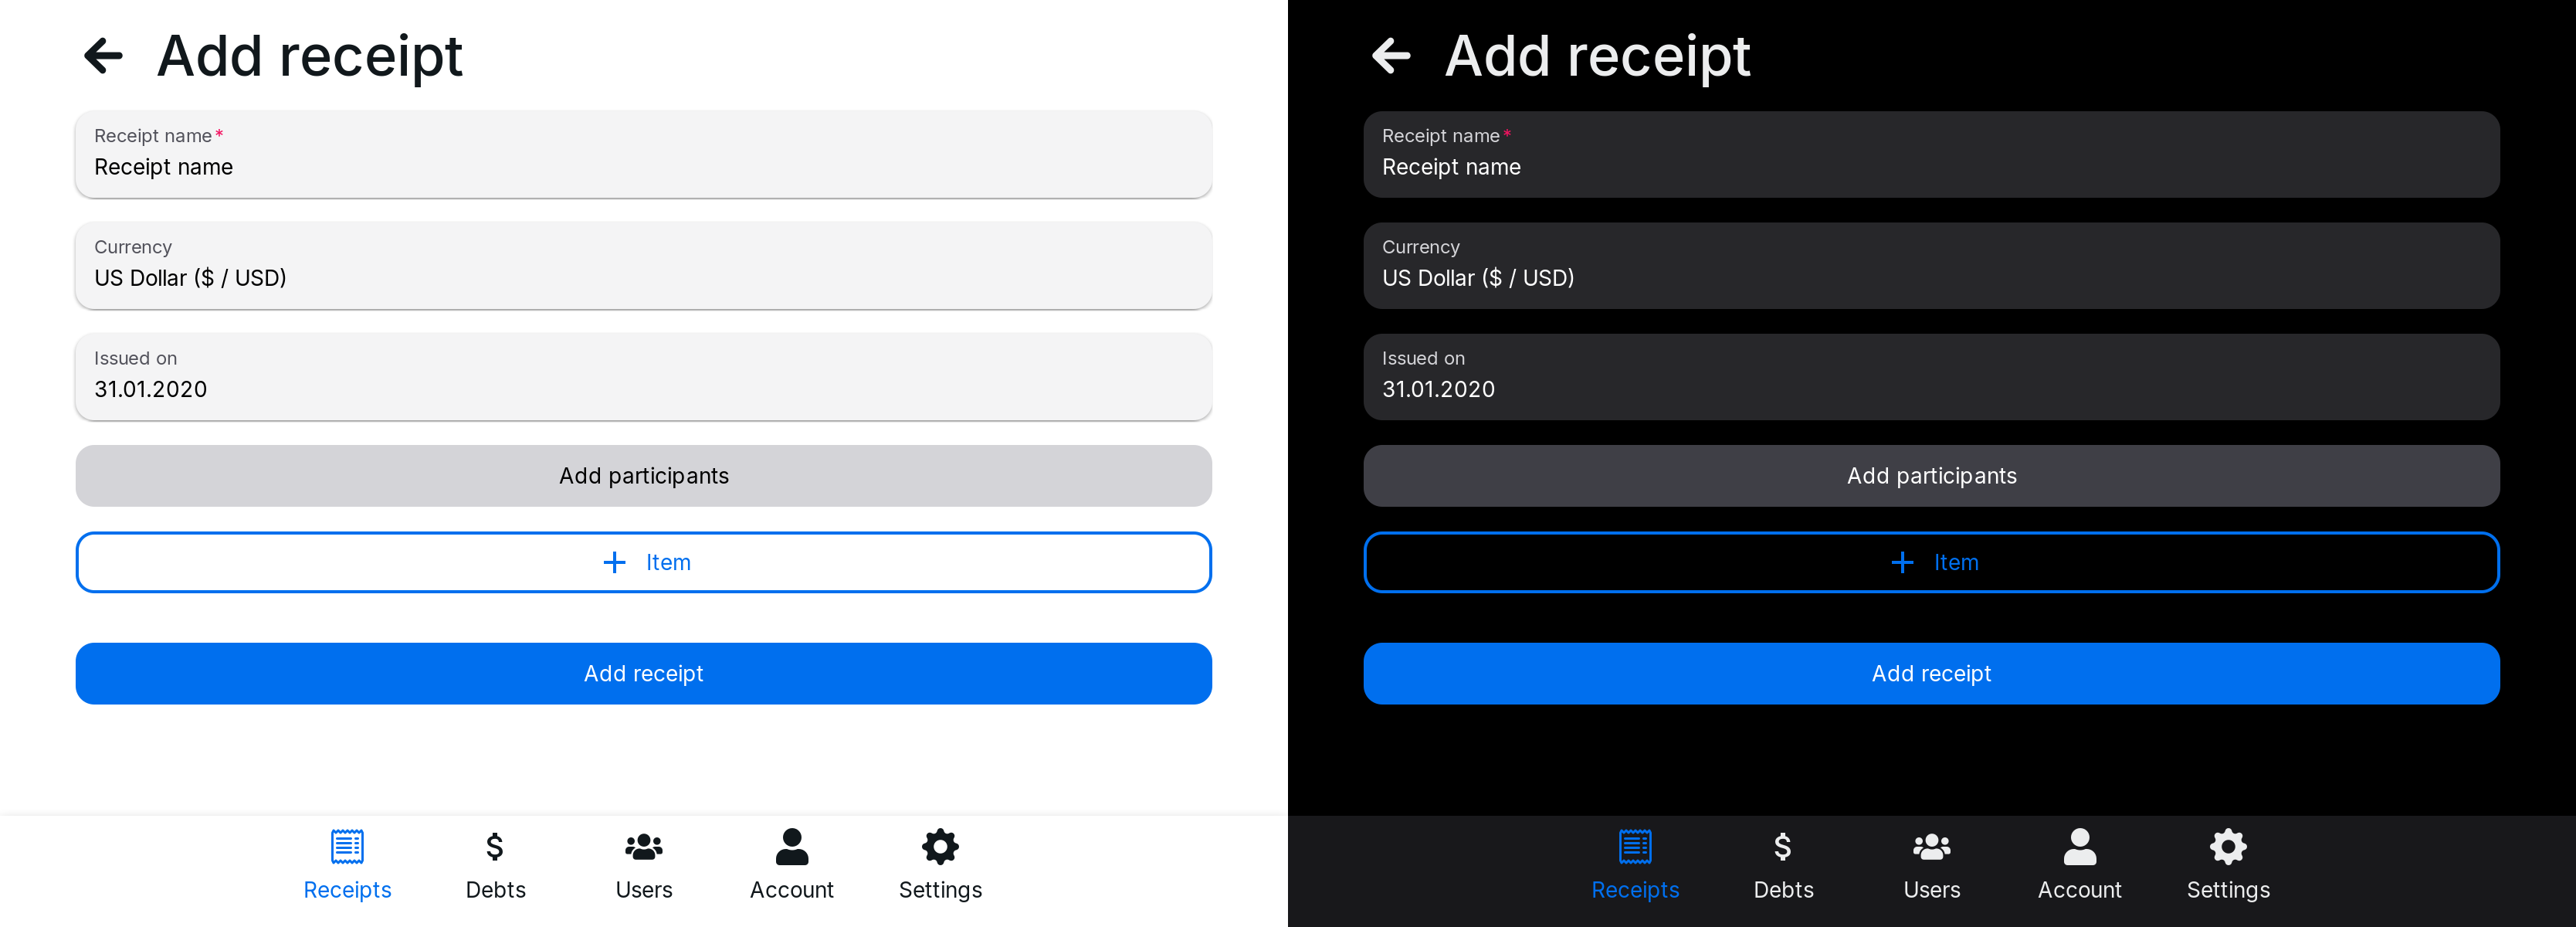 Add receipt
Receipt name*
Receipt name
Currency
US Dollar ($ / USD)
Issued on
31.01.2020
Add participants
+ Item
Add receipt
Receipts
Debts
Users
Account
Settings
Add receipt
Receipt name*
Receipt name
Currency
US Dollar ($ / USD)
Issued on
31.01.2020
Add participants
+ Item
Add receipt
Receipts
Debts
Users
Account
Settings